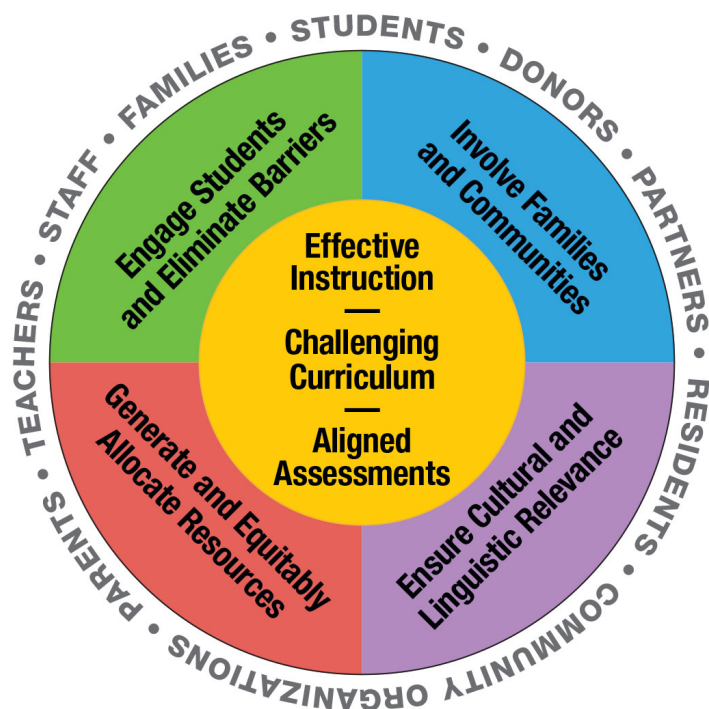 STUDENTS • DONORS • PARTNERS • RESIDENTS • COMMUNITY ORGANIZATIONS • PARENTS • TEACHERS • STAFF • FAMILIES •
Engage Students
and Eliminate Barriers
Involve Families
and Communities
Effective
Instruction
—
Challenging
Curriculum
—
Aligned
Assessments
Generate and Equitably
Allocate Resources
Ensure Cultural and
Linguistic Relevance